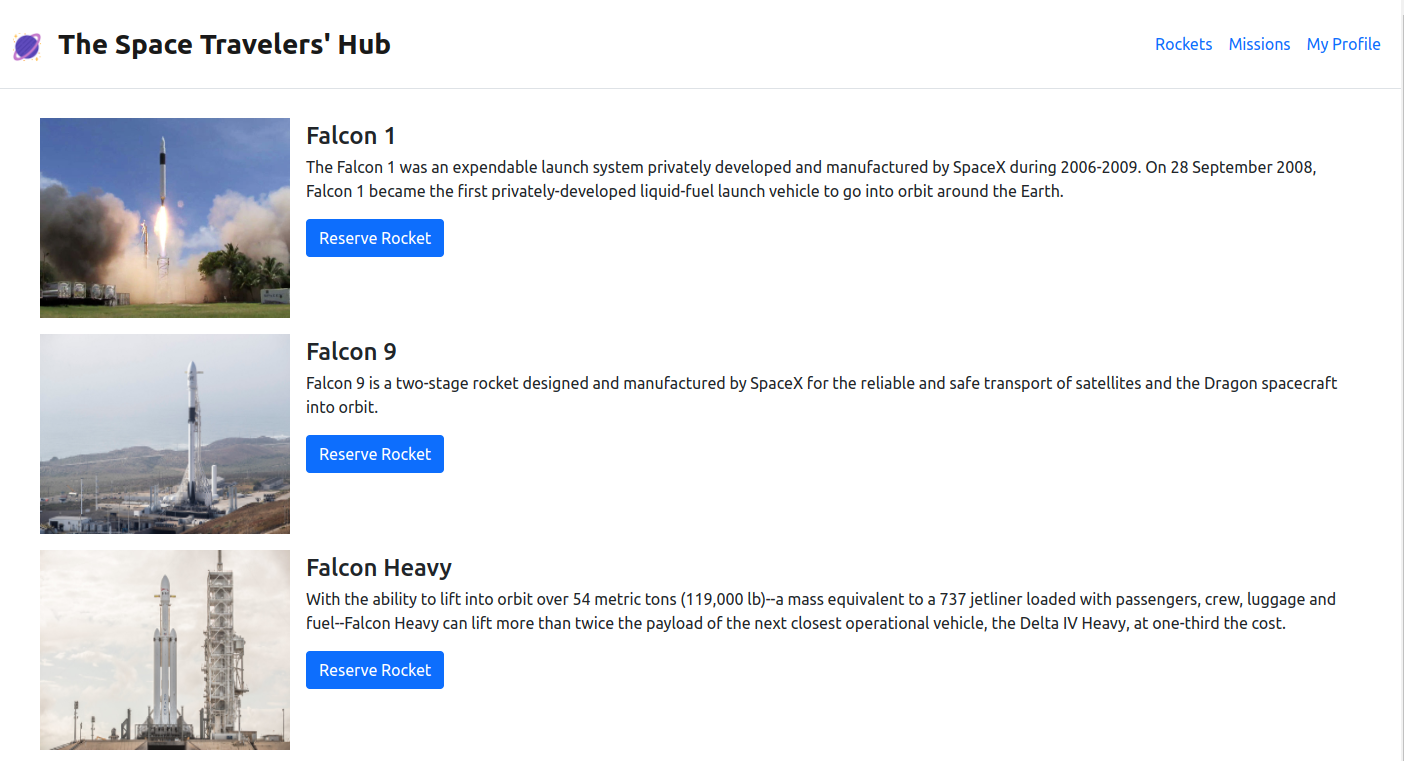 The Space Travelers' Hub
Rockets Missions My Profile
Falcon 1
The Falcon 1 was an expendable launch system privately developed and manufactured by SpaceX during 2006-2009. On 28 September 2008,
Falcon 1 became the first privately-developed liquid-fuel launch vehicle to go into orbit around the Earth.
Reserve Rocket
Falcon 9
Falcon 9 is a two-stage rocket designed and manufactured by SpaceX for the reliable and safe transport of satellites and the Dragon spacecraft
into orbit.
Reserve Rocket
Falcon Heavy
With the ability to lift into orbit over 54 metric tons (119,000 lb)--a mass equivalent to a 737 jetliner loaded with passengers, crew, luggage and
fuel--Falcon Heavy can lift more than twice the payload of the next closest operational vehicle, the Delta IV Heavy, at one-third the cost.
Reserve Rocket